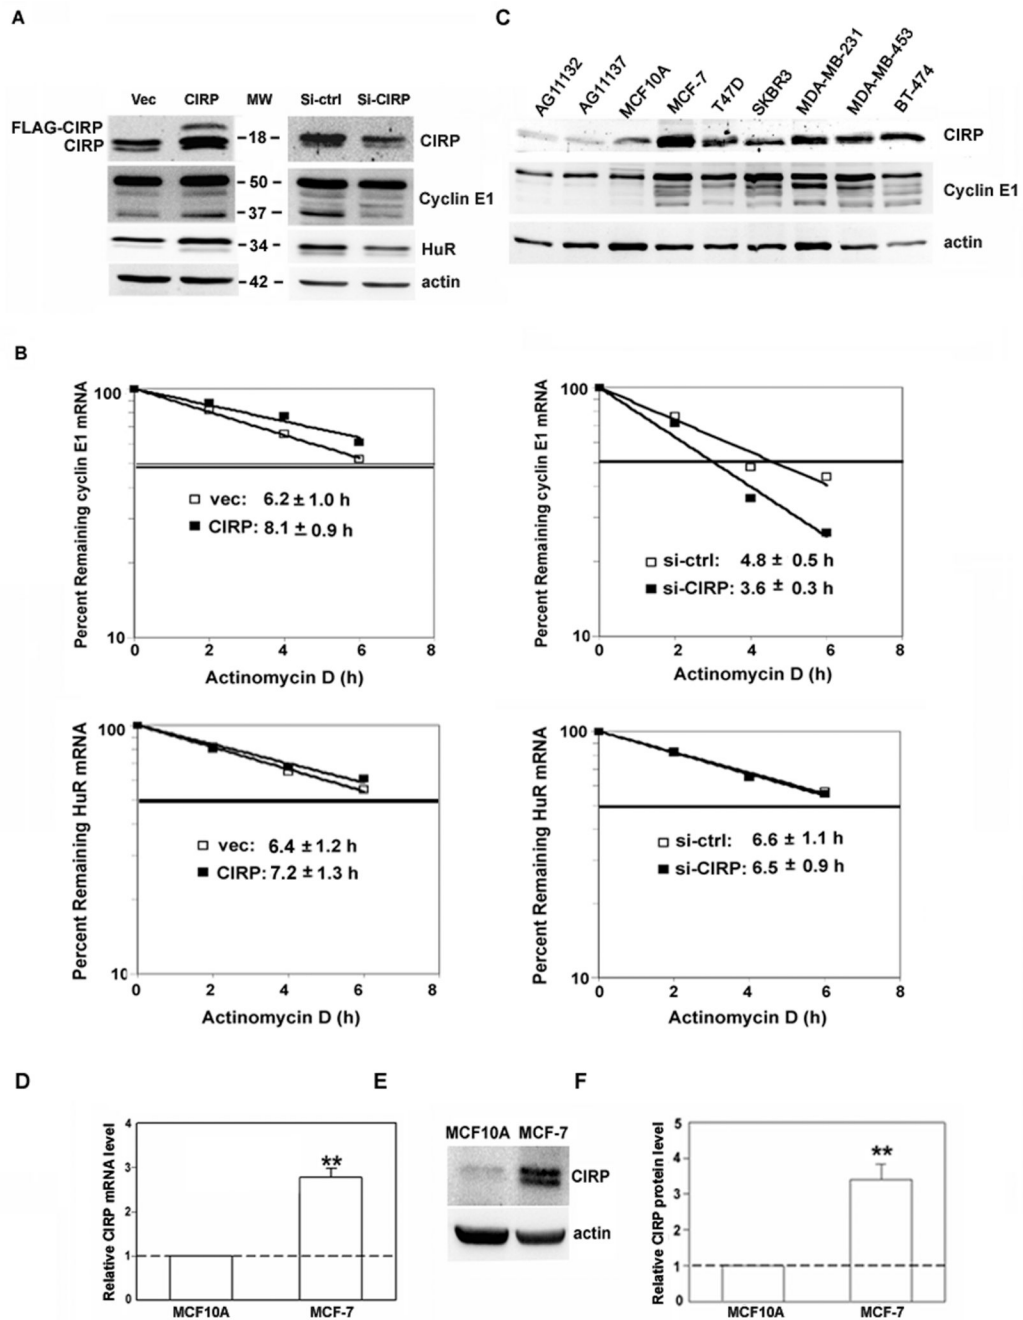 A
Vec CIRP MW Si-ctrl Si-CIRP
FLAG-CIRP
CIRP
- 18 -
CIRP
- 50 -
Cyclin E1
- 37 -
- 34 -
HuR
- 42 -
actin
C
AG11132 AG11137 MCF10A MCF-7 T47D SKBR3 MDA-MB-231 MDA-MB-453 BT-474
CIRP
Cyclin E1
actin
B
Percent Remaining cyclin E1 mRNA
100
10
vec: 6.2 ± 1.0 h
CIRP: 8.1 ± 0.9 h
0 2 4 6 8
Actinomycin D (h)
Percent Remaining cyclin E1 mRNA
100
10
si-ctrl: 4.8 ± 0.5 h
si-CIRP: 3.6 ± 0.3 h
0 2 4 6 8
Actinomycin D (h)
Percent Remaining HuR mRNA
100
10
vec: 6.4 ± 1.2 h
CIRP: 7.2 ± 1.3 h
0 2 4 6 8
Actinomycin D (h)
Percent Remaining HuR mRNA
100
10
si-ctrl: 6.6 ± 1.1 h
si-CIRP: 6.5 ± 0.9 h
0 2 4 6 8
Actinomycin D (h)
D
Relative CIRP mRNA level
4
3
2
1
0
**
MCF10A MCF-7
E
MCF10A MCF-7
CIRP
actin
F
Relative CIRP protein level
5
4
3
2
1
0
**
MCF10A MCF-7